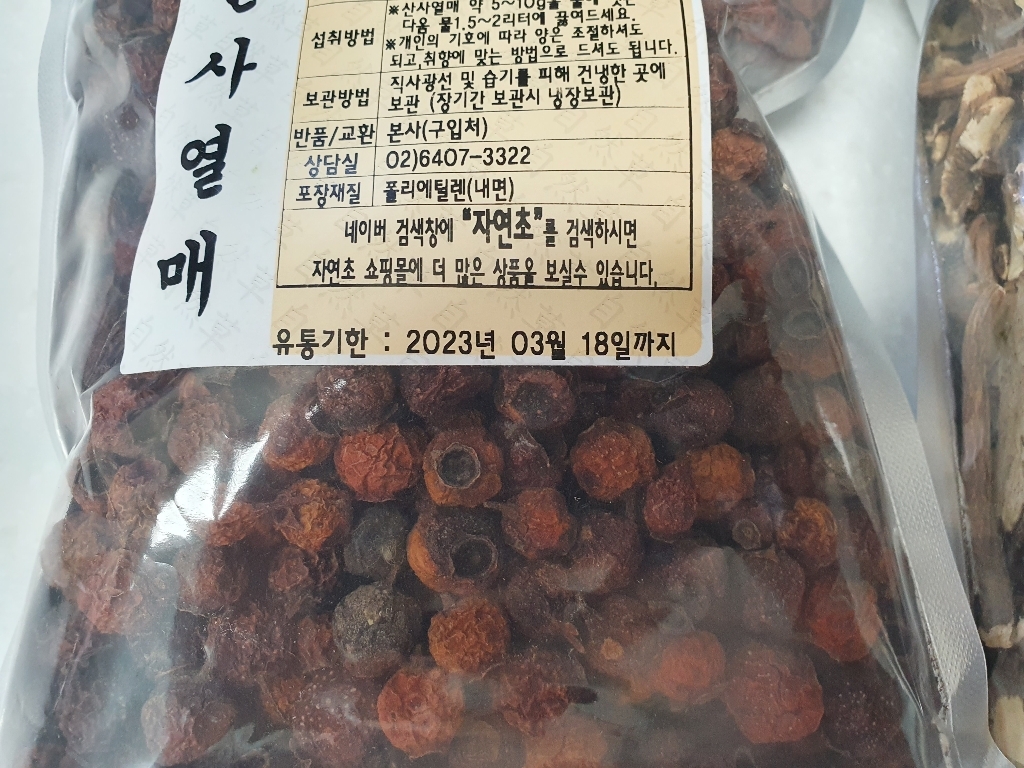 사
열
매
섭취방법
※산사열매 약 5~10g을 물에
다음 물1.5~2리터에 끓여드세요.
※개인의 기호에 따라 양은 조절하셔도
되고,취향에 맞는 방법으로 드셔도 됩니다.
보관방법
직사광선 및 습기를 피해 건냉한 곳에
보관 (장기간 보관시 냉장보관)
반품/교환 본사(구입처)
상담실 02)6407-3322
포장재질 폴리에틸렌(내면)
네이버 검색창에 "자연초"를 검색하시면
자연초 쇼핑몰에 더 많은 상품을 보실수 있습니다.
유통기한 : 2023년 03월 18일까지